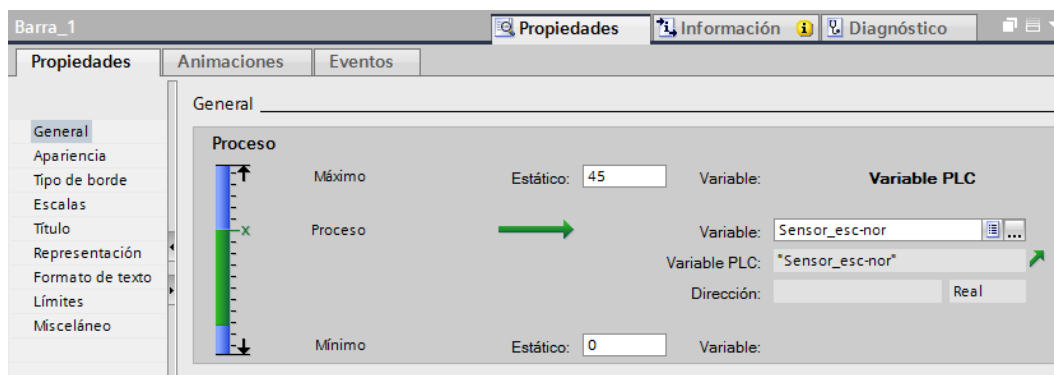 Barra_1
Propiedades Información Diagnóstico
Propiedades Animaciones Eventos
General
General
Apariencia
Tipo de borde
Escalas
Título
Representación
Formato de texto
Límites
Misceláneo
Proceso
Máximo Estático: 45 Variable: Variable PLC
x Proceso Variable: Sensor_esc-nor ...
Variable PLC: "Sensor_esc-nor"
Dirección: Real
Mínimo Estático: 0 Variable: